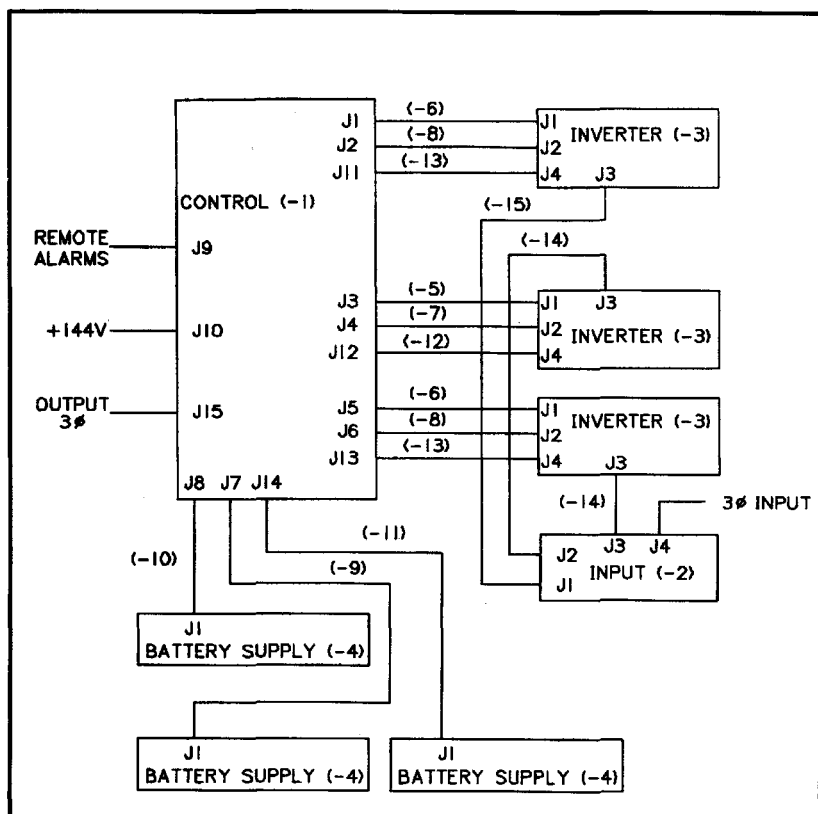 (-6)
J1 J1 INVERTER (-3)
(-8)
J2 J2
(-13)
J11 J4 J3
CONTROL (-1)
(-15)
REMOTE
ALARMS
J9
(-14)
(-5)
J3 J1 J3
(-7)
+144V J10 J4 J2 INVERTER (-3)
(-12)
J12 J4
(-6)
OUTPUT
3ø
J15 J5 J1 INVERTER (-3)
(-8)
J6 J2
(-13)
J13 J4 J3
J8 J7 J14
(-14)
3ø INPUT
(-11)
(-10)
J3 J4
J2
(-9)
INPUT (-2)
J1
J1
BATTERY SUPPLY (-4)
J1 J1
BATTERY SUPPLY (-4) BATTERY SUPPLY (-4)